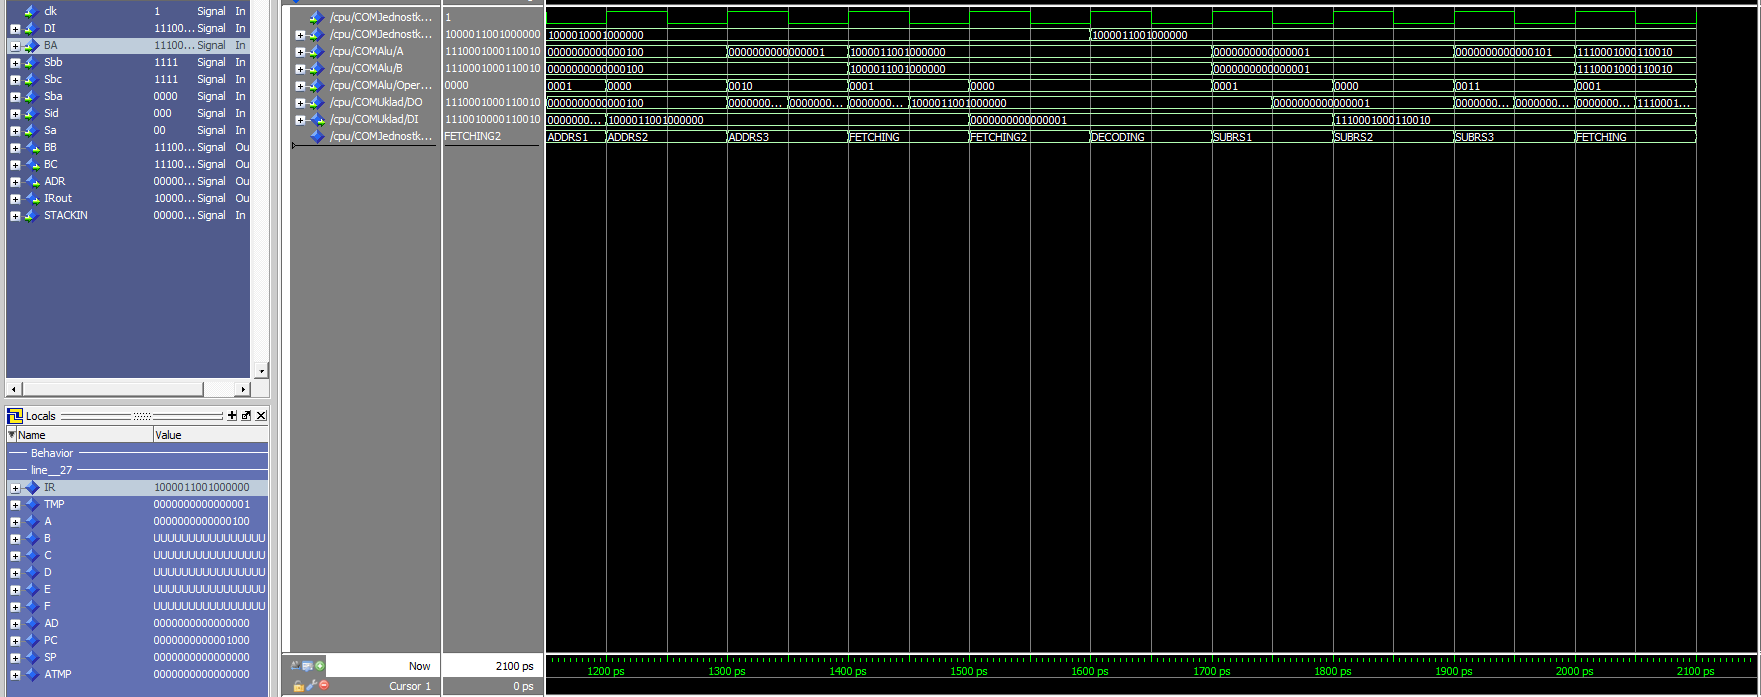 clk 1 Signal In
DI 11100... Signal In
BA 11100... Signal In
Sbb 1111 Signal In
Sbc 1111 Signal In
Sba 0000 Signal In
Sid 000 Signal In
Sa 00 Signal In
BB 11100... Signal Ou
BC 11100... Signal Ou
ADR 00000... Signal Ou
IRout 10000... Signal Ou
STACKIN 00000... Signal In
Locals
Name Value
Behavior
line__27
IR 1000011001000000
TMP 0000000000000001
A 0000000000000100
B UUUUUUUUUUUUUUUU
C UUUUUUUUUUUUUUUU
D UUUUUUUUUUUUUUUU
E UUUUUUUUUUUUUUUU
F UUUUUUUUUUUUUUUU
AD 0000000000000000
PC 0000000000001000
SP 0000000000000000
ATMP 0000000000000000
/cpu/COMJednostk... 1
/cpu/COMJednostk... 1000011001000000 1000010001000000 1000011001000000
/cpu/COMAlu/A 1110001000110010 0000000000000100 0000000000000001 1000011001000000 0000000000000001 0000000000000101 1110001000110010
/cpu/COMAlu/B 1110001000110010 0000000000000100 1000011001000000 0000000000000001 1110001000110010
/cpu/COMAlu/Oper... 0000 0001 0000 0010 0001 0000 0001 0000 0011 0001
/cpu/COMUklad/DO 1110001000110010 0000000000000100 0000000... 0000000... 0000000... 1000011001000000 0000000000000001 0000000... 0000000... 0000000... 1110001...
/cpu/COMUklad/DI 1110001000110010 0000000... 1000011001000000 0000000000000001 1110001000110010
/cpu/COMJednostk... FETCHING2 ADDRS1 ADDRS2 ADDRS3 FETCHING FETCHING2 DECODING SUBRS1 SUBRS2 SUBRS3 FETCHING
Now 2100 ps
1200 ps 1300 ps 1400 ps 1500 ps 1600 ps 1700 ps 1800 ps 1900 ps 2000 ps 2100 ps
Cursor 1 0 ps